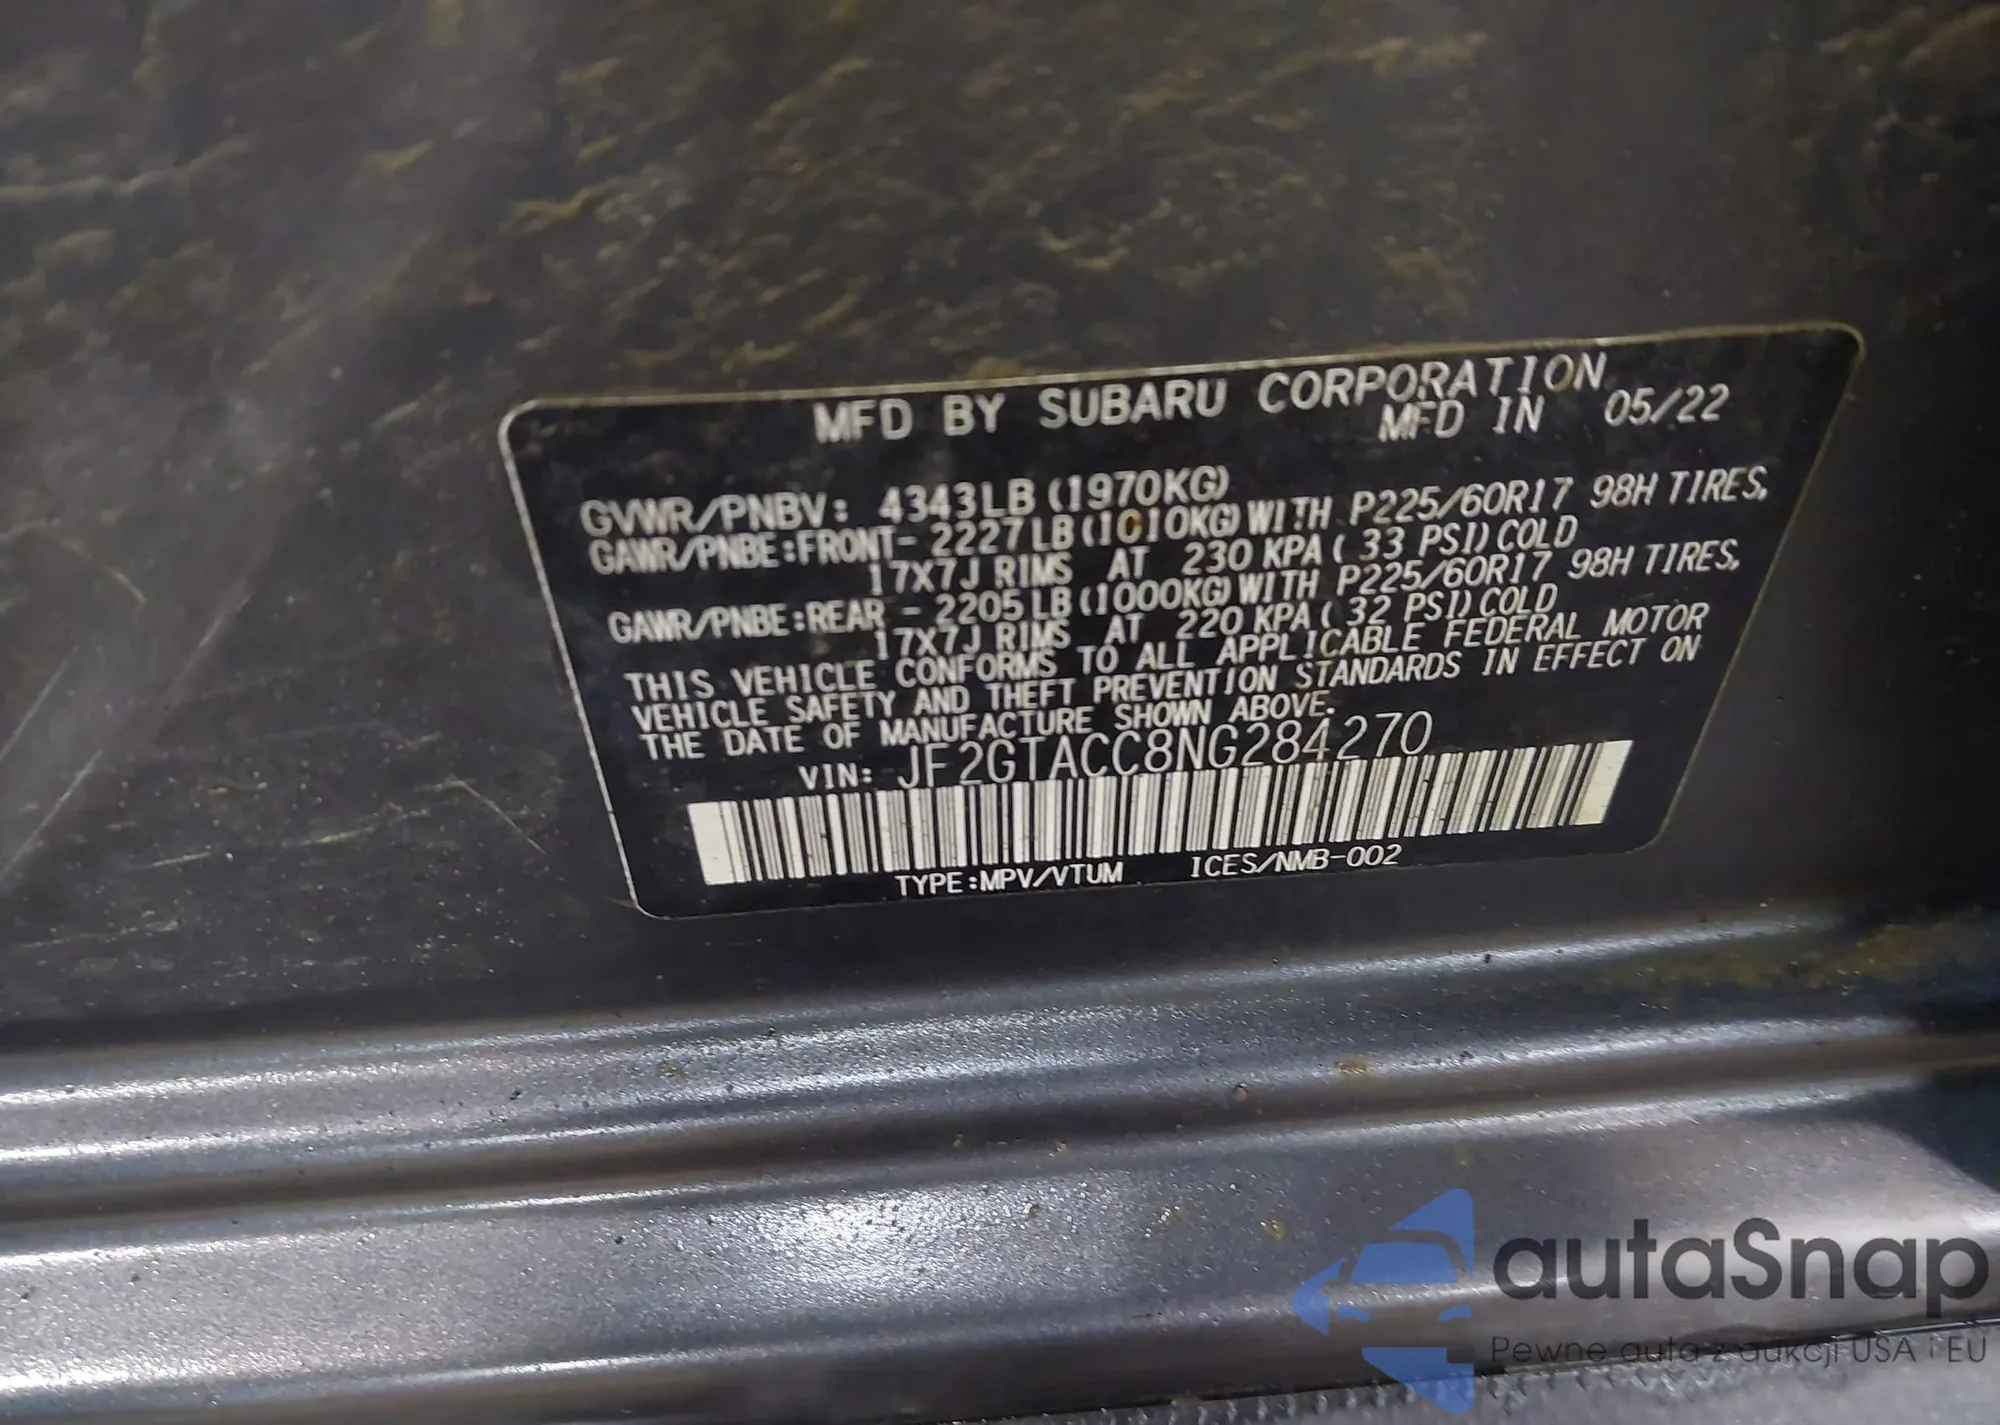 MFD BY SUBARU CORPORATION
MFD IN 05/22
GVWR/PNBV: 4343LB (1970KG)
GAWR/PNBE:FRONT- 2227LB (1010KG) WITH P225/60R17 98H TIRES,
17X7J RIMS AT 230 KPA ( 33 PSI) COLD
GAWR/PNBE:REAR - 2205LB (1000KG) WITH P225/60R17 98H TIRES,
17X7J RIMS AT 220 KPA ( 32 PSI) COLD
THIS VEHICLE CONFORMS TO ALL APPLICABLE FEDERAL MOTOR
VEHICLE SAFETY AND THEFT PREVENTION STANDARDS IN EFFECT ON
THE DATE OF MANUFACTURE SHOWN ABOVE.
VIN: JF2GTACC8NG284270
TYPE:MPV/VTUM ICES/NMB-002
autaSnap
Pewne auta z aukcji USA i EU